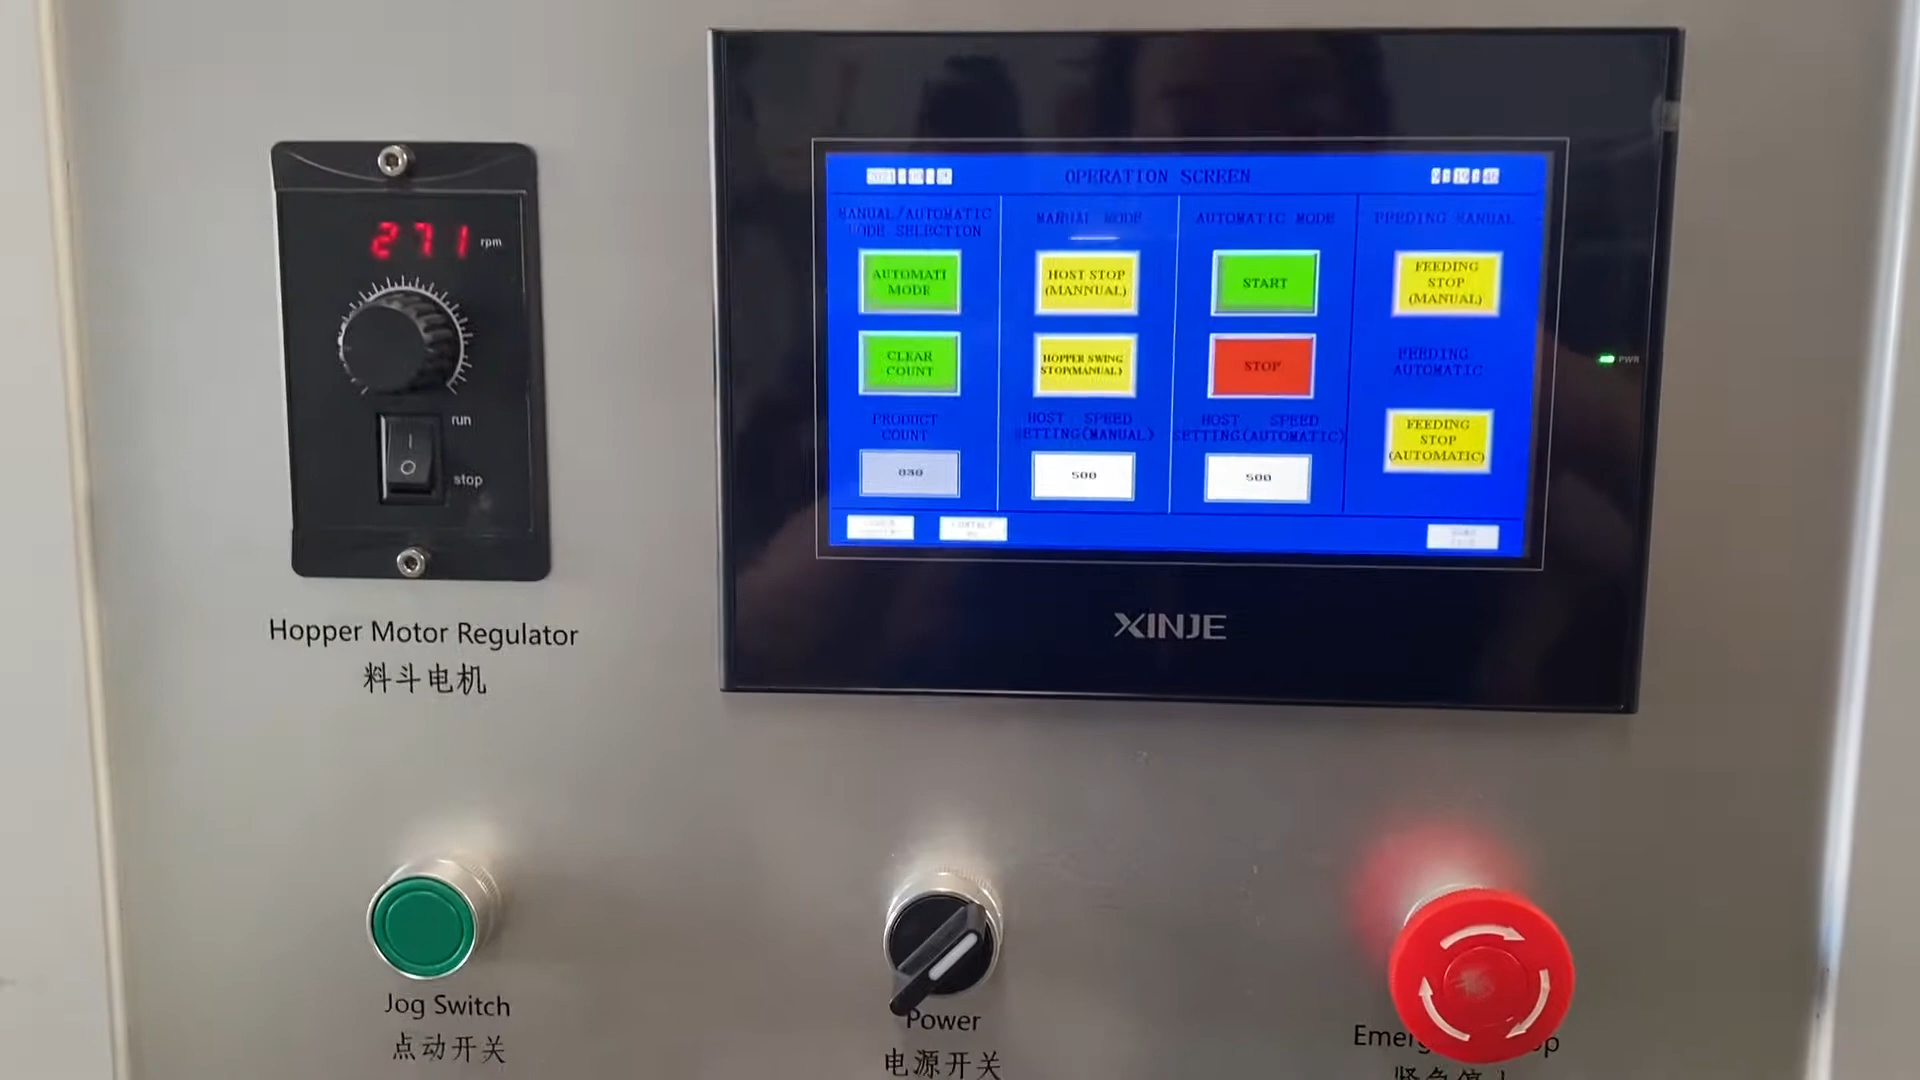 271 rpm
run
stop
Hopper Motor Regulator
料斗电机
OPERATION SCREEN
MANUAL/AUTOMATIC
MODE SELECTION
AUTOMATI
MODE
CLEAR
COUNT
PRODUCT
COUNT
030
MANUAL MODE
HOST STOP
(MANNUAL)
HOPPER SWING
STOP(MANUAL)
HOST SPEED
SETTING(MANUAL)
500
AUTOMATIC MODE
START
STOP
HOST SPEED
SETTING(AUTOMATIC)
500
FEEDING MANUAL
FEEDING
STOP
(MANUAL)
FEEDING
AUTOMATIC
FEEDING
STOP
(AUTOMATIC)
PWR
XINJE
Jog Switch
点动开关
Power
电源开关